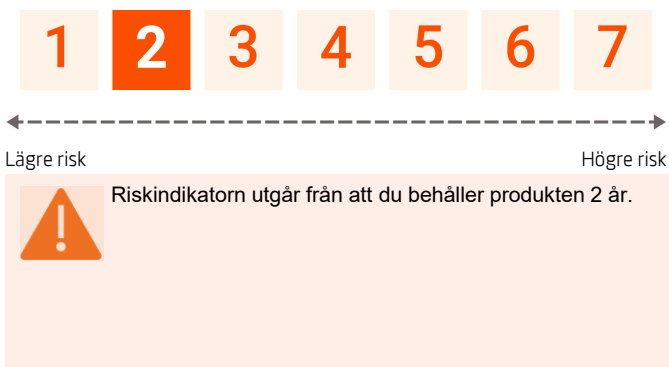 1 2 3 4 5 6 7
Lägre risk Högre risk
Riskindikatorn utgår från att du behåller produkten 2 år.